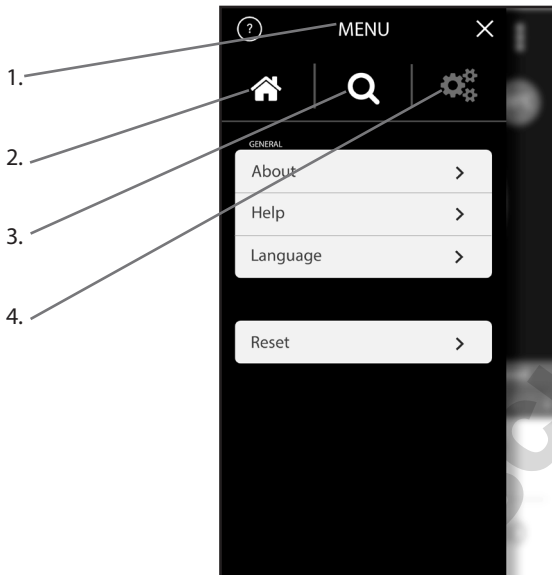 ? MENU
1.
2.
GENERAL
About
Help
3.
Language
4.
Reset